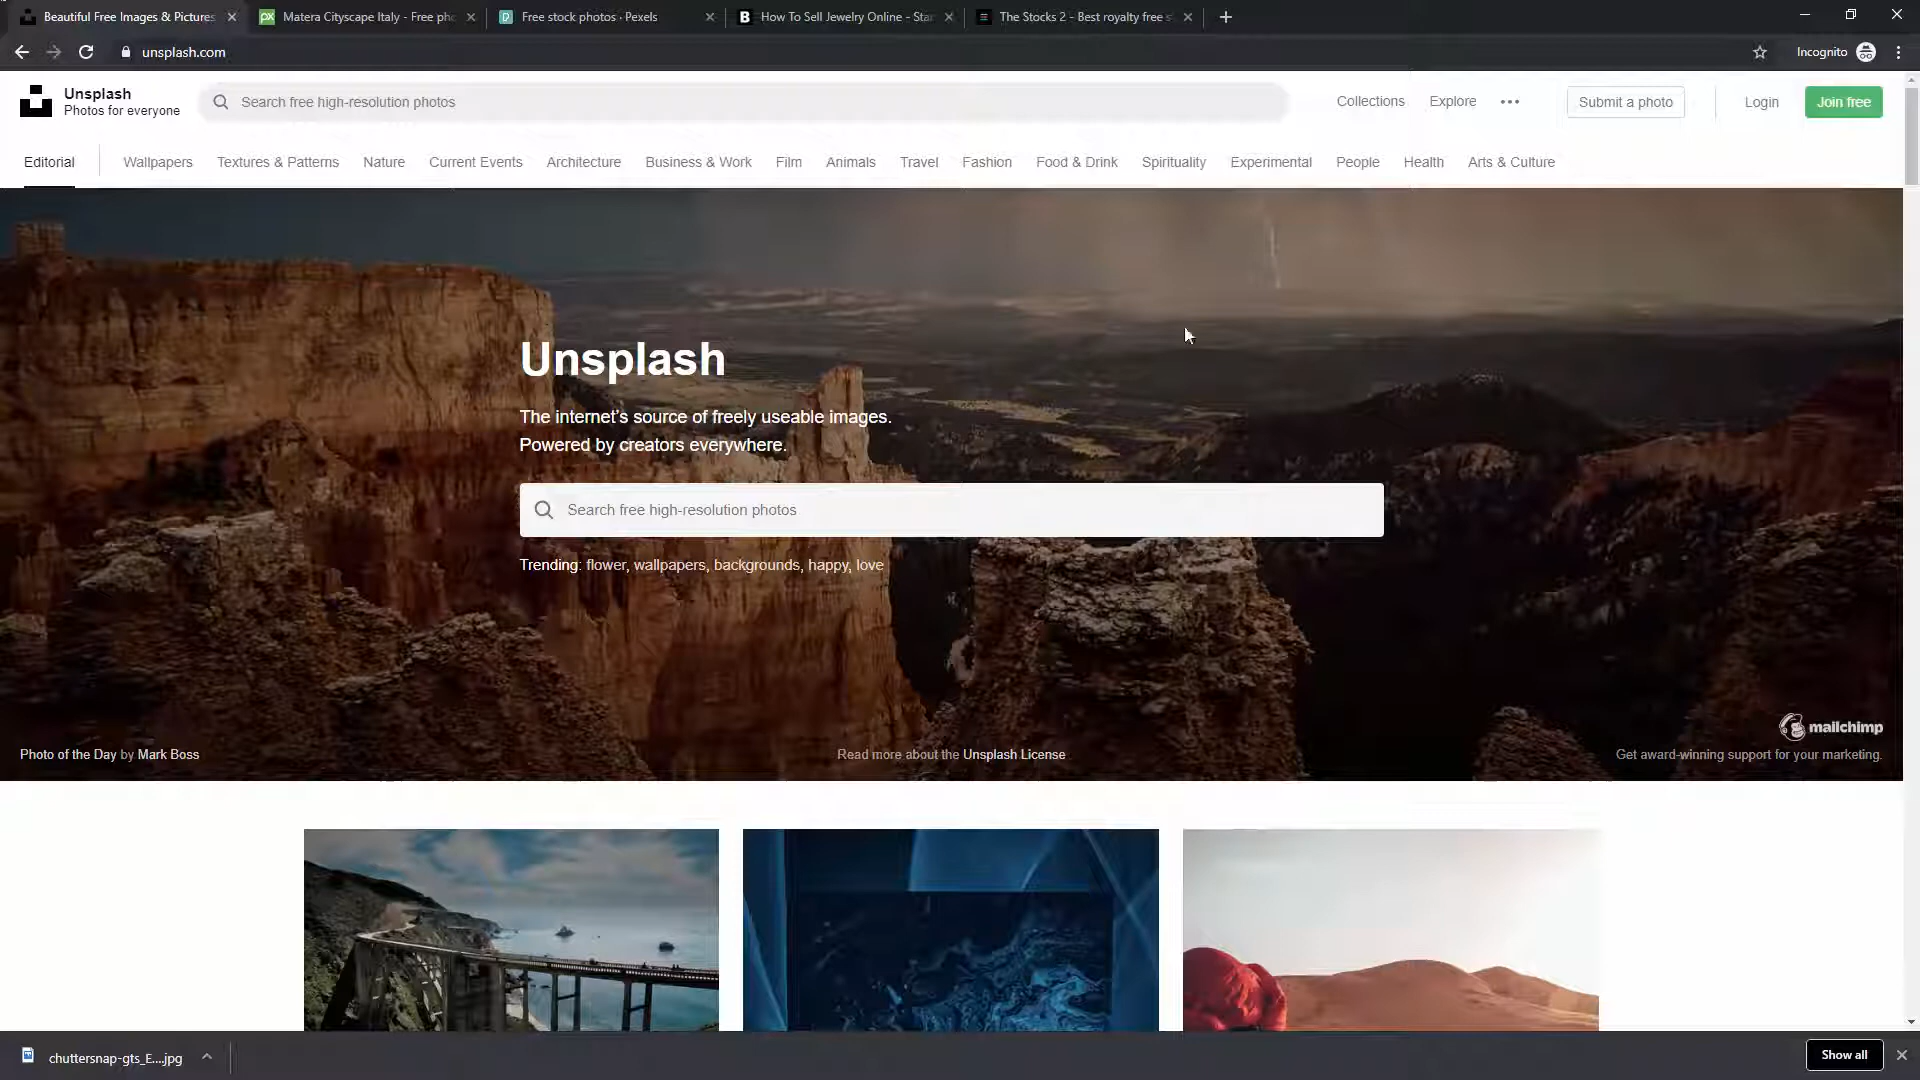 Beautiful Free Images & Pictures
Matera Cityscape Italy - Free pho
Free stock photos · Pexels
How To Sell Jewelry Online - Star
The Stocks 2 - Best royalty free s
unsplash.com
Incognito
Unsplash
Photos for everyone
Search free high-resolution photos
Collections
Explore
Submit a photo
Login
Join free
Editorial
Wallpapers
Textures & Patterns
Nature
Current Events
Architecture
Business & Work
Film
Animals
Travel
Fashion
Food & Drink
Spirituality
Experimental
People
Health
Arts & Culture
Unsplash
The internet's source of freely useable images.
Powered by creators everywhere.
Search free high-resolution photos
Trending: flower, wallpapers, backgrounds, happy, love
mailchimp
Photo of the Day by Mark Boss
Read more about the Unsplash License
Get award-winning support for your marketing.
chuttersnap-gts_E....jpg
Show all